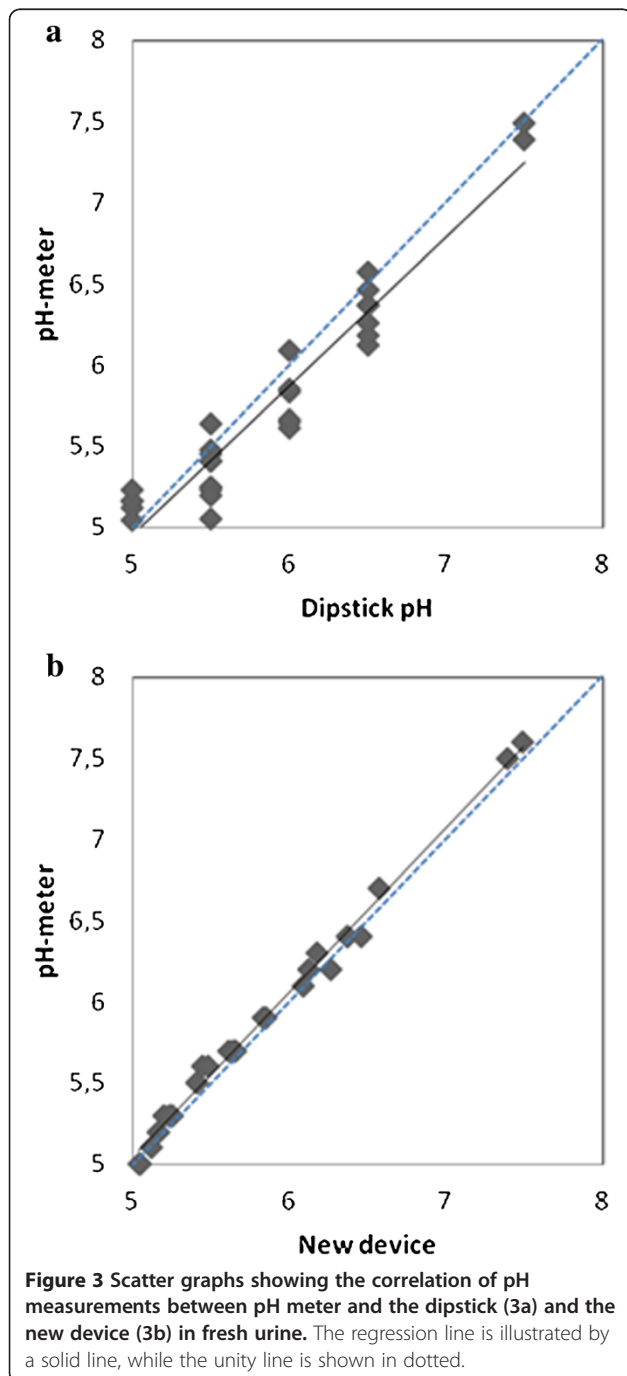 a
8
7,5
7
6,5
6
5,5
5
pH-meter
5 6 7 8
Dipstick pH
b
8
7,5
7
6,5
6
5,5
5
pH-meter
5 6 7 8
New device
Figure 3 Scatter graphs showing the correlation of pH
measurements between pH meter and the dipstick (3a) and the
new device (3b) in fresh urine. The regression line is illustrated by
a solid line, while the unity line is shown in dotted.